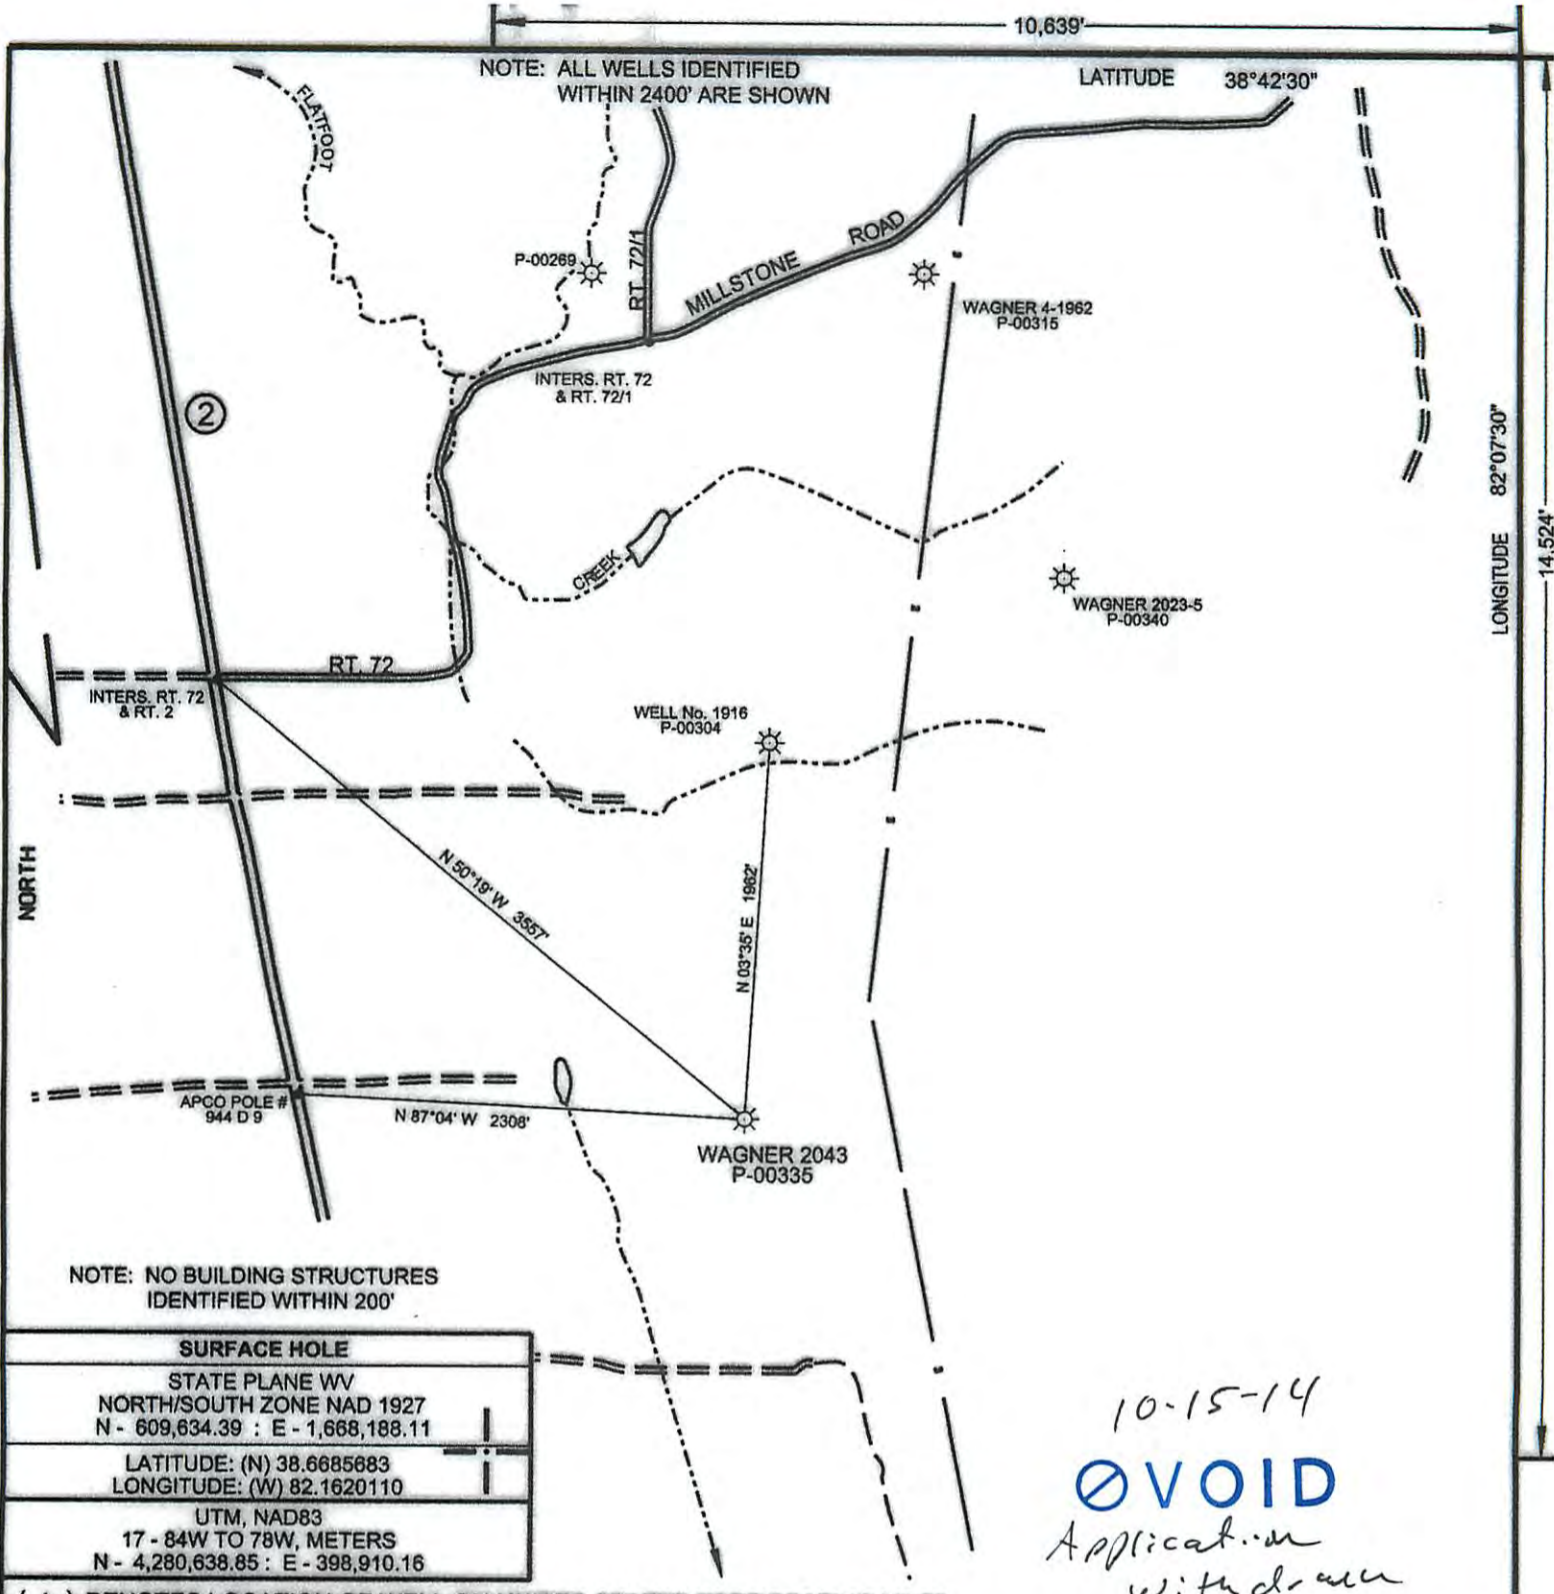 10,639'
NOTE: ALL WELLS IDENTIFIED
WITHIN 2400' ARE SHOWN
LATITUDE 38°42'30"
FLATFOOT
P-00269
RT. 72/1
MILLSTONE ROAD
WAGNER 4-1962
P-00315
INTERS. RT. 72
& RT. 72/1
2
LONGITUDE 82°07'30"
14,524'
CREEK
WAGNER 2023-5
P-00340
RT. 72
INTERS. RT. 72
& RT. 2
WELL No. 1916
P-00304
NORTH
N 50°19' W 3557'
N 03°35' E 1962'
APCO POLE #
944 D 9
N 87°04' W 2308'
WAGNER 2043
P-00335
NOTE: NO BUILDING STRUCTURES
IDENTIFIED WITHIN 200'
SURFACE HOLE
STATE PLANE WV
NORTH/SOUTH ZONE NAD 1927
N - 609,634.39 : E - 1,668,188.11
LATITUDE: (N) 38.6685683
LONGITUDE: (W) 82.1620110
UTM, NAD83
17 - 84W TO 78W, METERS
N - 4,280,638.85 : E - 398,910.16
10-15-14
VOID
Application
withdrawn